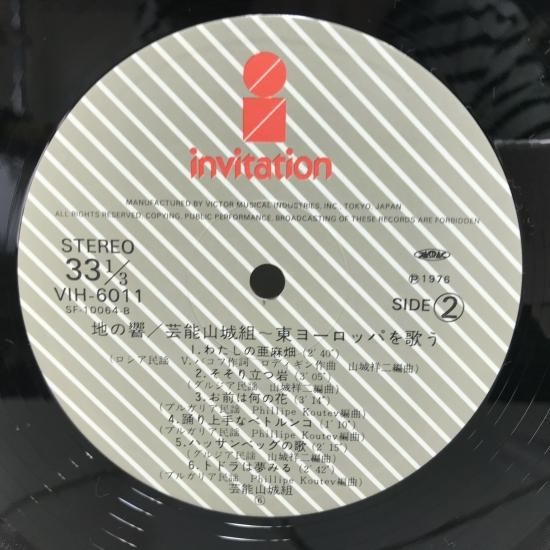 invitation
MANUFACTURED BY VICTOR MUSICAL INDUSTRIES, INC., TOKYO, JAPAN
ALL RIGHTS RESERVED, COPYING, PUBLIC PERFORMANCE, BROADCASTING OF THESE RECORDS ARE FORBIDDEN
STEREO
33 1/3
VIH-6011
SF-10064-B
JASRAC
Ⓟ1976
SIDE ②
地の響/芸能山城組～東ヨーロッパを歌う
1.わたしの亜麻畑(2′40″)
(ロシア民謡 V.パコフ作詞 ロディギン作曲 山城祥二編曲)
2.そそり立つ岩(3′05″)
(グルジア民謡 山城祥二編曲)
3.お前は何の花(3′14″)
(ブルガリア民謡 Phillipe Koutev編曲)
4.踊り上手なペトルンコ(1′10″)
(ブルガリア民謡 Phillipe Koutev編曲)
5.ハッサンベッグの歌(2′15″)
(グルジア民謡 山城祥二編曲)
6.トドラは夢みる(2′42″)
(ブルガリア民謡 Phillipe Koutev編曲)
芸能山城組
⑥